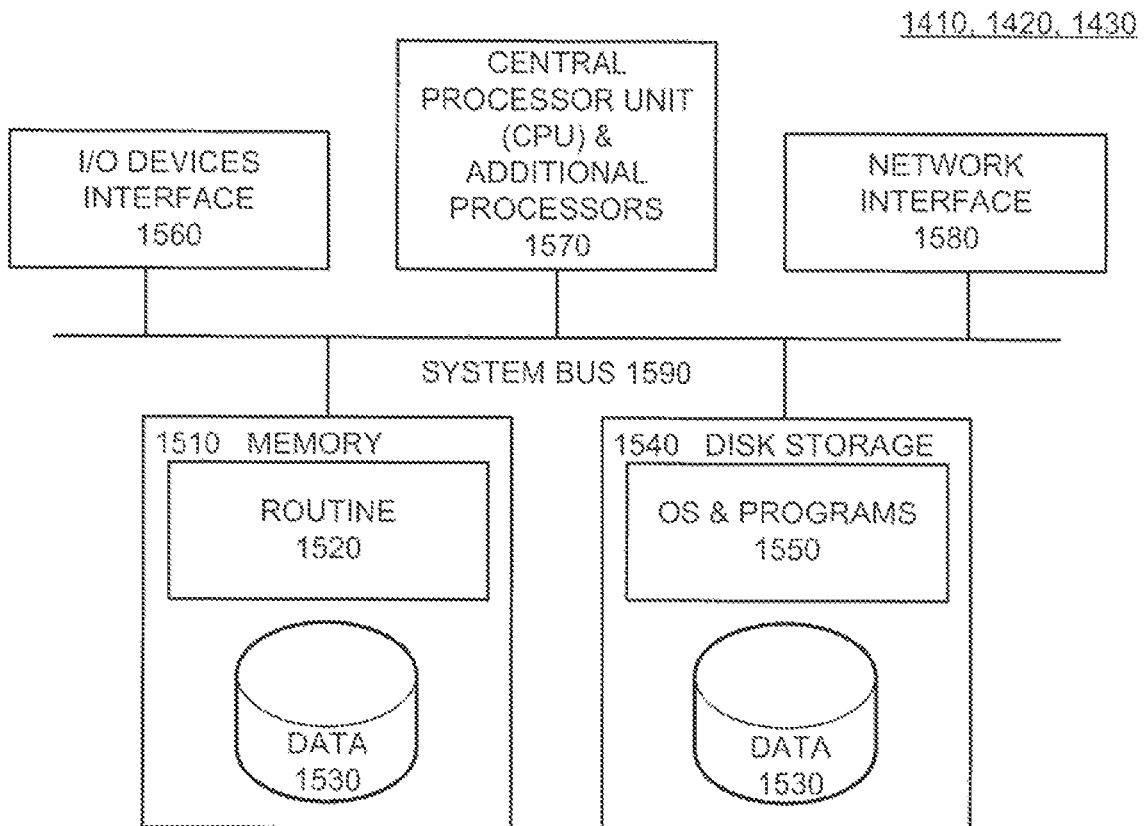 1410, 1420, 1430
CENTRAL
PROCESSOR UNIT
(CPU) &
ADDITIONAL
PROCESSORS
1570
I/O DEVICES
INTERFACE
1560
NETWORK
INTERFACE
1580
SYSTEM BUS 1590
1510 MEMORY
ROUTINE
1520
DATA
1530
1540 DISK STORAGE
OS & PROGRAMS
1550
DATA
1530